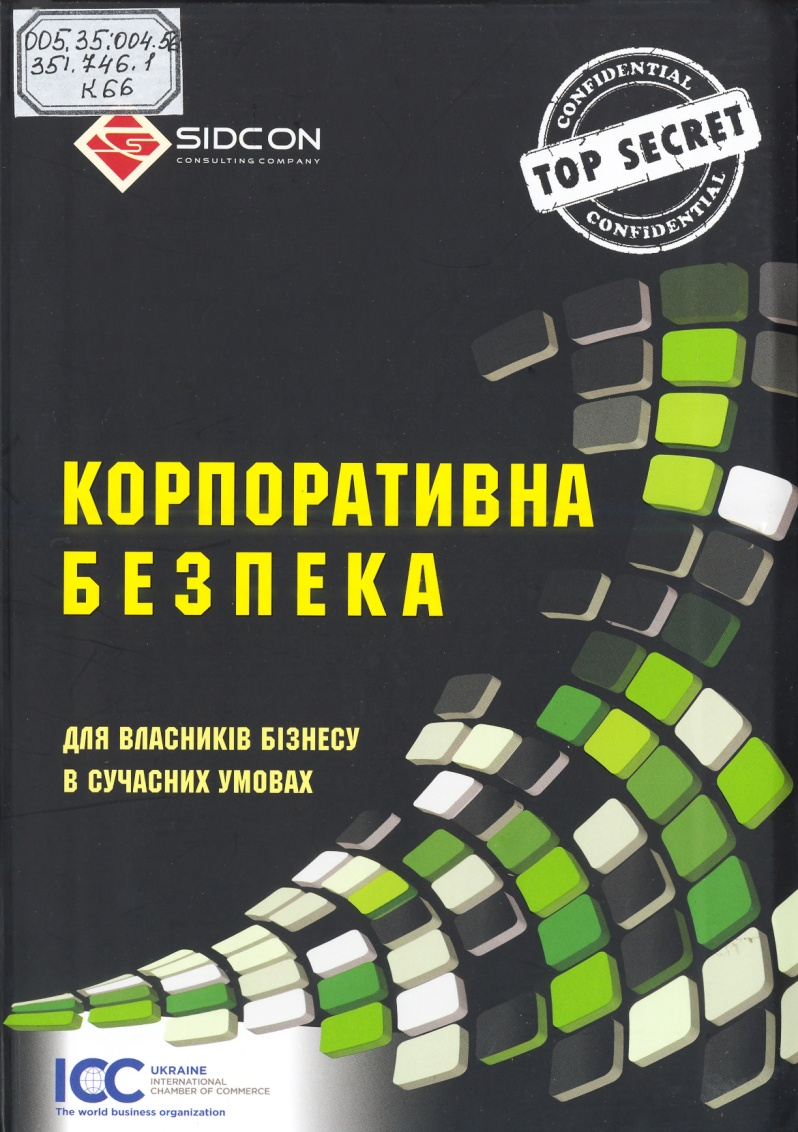 005.35:004.56
351.746.1
К66
SIDCON
CONSULTING COMPANY
CONFIDENTIAL
TOP SECRET
CONFIDENTIAL
КОРПОРАТИВНА
БЕЗПЕКА
ДЛЯ ВЛАСНИКІВ БІЗНЕСУ
В СУЧАСНИХ УМОВАХ
ICC
UKRAINE
INTERNATIONAL
CHAMBER OF COMMERCE
The world business organization